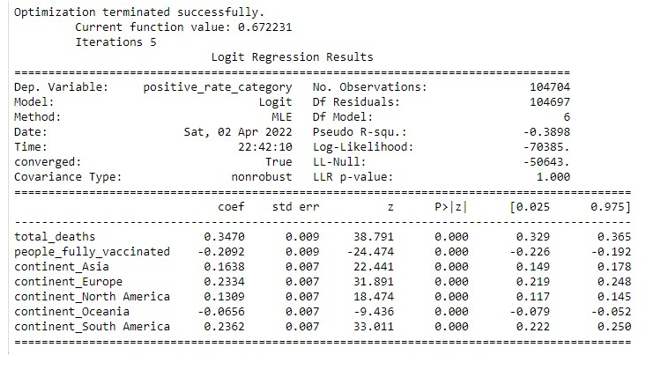 Optimization terminated successfully.
Current function value: 0.672231
Iterations 5
Logit Regression Results
==============================================================================
Dep. Variable: positive_rate_category No. Observations: 104704
Model: Logit Df Residuals: 104697
Method: MLE Df Model: 6
Date: Sat, 02 Apr 2022 Pseudo R-squ.: -0.3898
Time: 22:42:10 Log-Likelihood: -70385.
converged: True LL-Null: -50643.
Covariance Type: nonrobust LLR p-value: 1.000
==============================================================================
coef std err z P>|z| [0.025 0.975]
------------------------------------------------------------------------------
total_deaths 0.3470 0.009 38.791 0.000 0.329 0.365
people_fully_vaccinated -0.2092 0.009 -24.474 0.000 -0.226 -0.192
continent_Asia 0.1638 0.007 22.441 0.000 0.149 0.178
continent_Europe 0.2334 0.007 31.891 0.000 0.219 0.248
continent_North America 0.1309 0.007 18.474 0.000 0.117 0.145
continent_Oceania -0.0656 0.007 -9.436 0.000 -0.079 -0.052
continent_South America 0.2362 0.007 33.011 0.000 0.222 0.250
==============================================================================